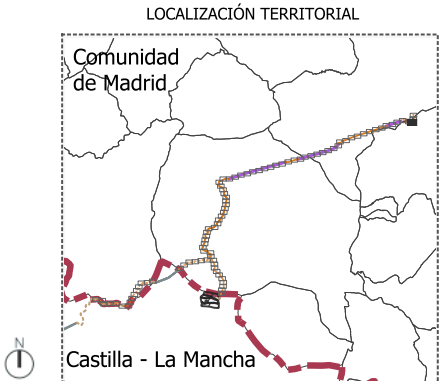 LOCALIZACIÓN TERRITORIAL
Comunidad
de Madrid
N
Castilla - La Mancha